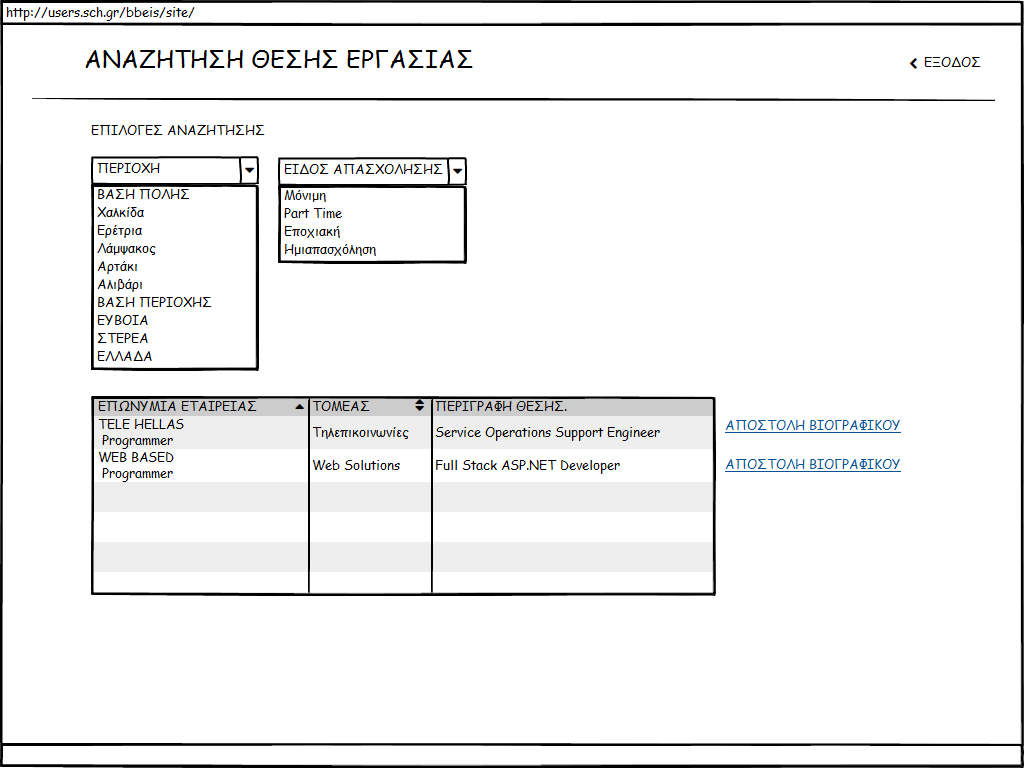 http://users.sch.gr/bbeis/site/
ΑΝΑΖΗΤΗΣΗ ΘΕΣΗΣ ΕΡΓΑΣΙΑΣ
ΕΞΟΔΟΣ
ΕΠΙΛΟΓΕΣ ΑΝΑΖΗΤΗΣΗΣ
ΠΕΡΙΟΧΗ
ΒΑΣΗ ΠΟΛΗΣ
Χαλκίδα
Ερέτρια
Λάμψακος
Αρτάκι
Αλιβάρι
ΒΑΣΗ ΠΕΡΙΟΧΗΣ
ΕΥΒΟΙΑ
ΣΤΕΡΕΑ
ΕΛΛΑΔΑ
ΕΙΔΟΣ ΑΠΑΣΧΟΛΗΣΗΣ
Μόνιμη
Part Time
Εποχιακή
Ημιαπασχόληση
ΕΠΩΝΥΜΙΑ ΕΤΑΙΡΕΙΑΣ ΤΟΜΕΑΣ ΠΕΡΙΓΡΑΦΗ ΘΕΣΗΣ.
TELE HELLAS
Programmer
Τηλεπικοινωνίες
Service Operations Support Engineer
ΑΠΟΣΤΟΛΗ ΒΙΟΓΡΑΦΙΚΟΥ
WEB BASED
Programmer
Web Solutions
Full Stack ASP.NET Developer
ΑΠΟΣΤΟΛΗ ΒΙΟΓΡΑΦΙΚΟΥ